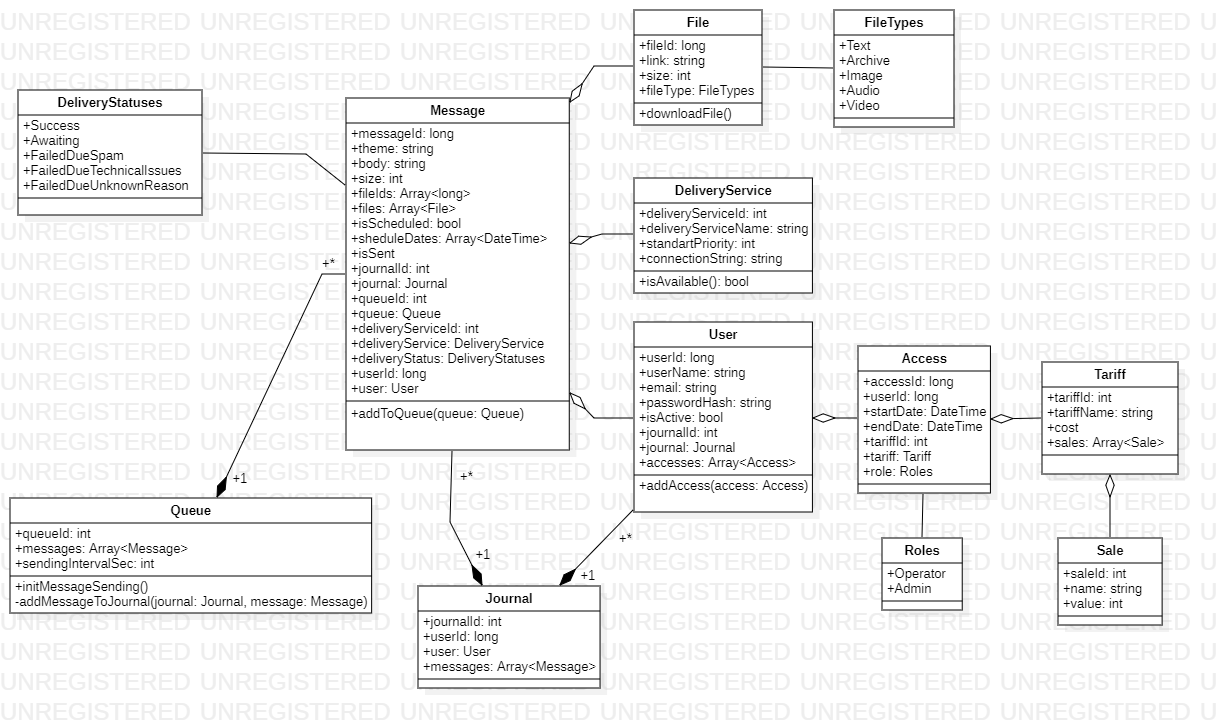 File
+fileId: long
+link: string
+size: int
+fileType: FileTypes
+downloadFile()
FileTypes
+Text
+Archive
+Image
+Audio
+Video
DeliveryStatuses
+Success
+Awaiting
+FailedDueSpam
+FailedDueTechnicalIssues
+FailedDueUnknownReason
Message
+messageId: long
+theme: string
+body: string
+size: int
+fileIds: Array<long>
+files: Array<File>
+isScheduled: bool
+sheduleDates: Array<DateTime>
+isSent
+journalId: int
+journal: Journal
+queueId: int
+queue: Queue
+deliveryServiceId: int
+deliveryService: DeliveryService
+deliveryStatus: DeliveryStatuses
+userId: long
+user: User
+addToQueue(queue: Queue)
DeliveryService
+deliveryServiceId: int
+deliveryServiceName: string
+standartPriority: int
+connectionString: string
+isAvailable(): bool
User
+userId: long
+userName: string
+email: string
+passwordHash: string
+isActive: bool
+journalId: int
+journal: Journal
+accesses: Array<Access>
+addAccess(access: Access)
Access
+accessId: long
+userId: long
+startDate: DateTime
+endDate: DateTime
+tariffId: int
+tariff: Tariff
+role: Roles
Tariff
+tariffId: int
+tariffName: string
+cost
+sales: Array<Sale>
+*
+1
Queue
+queueId: int
+messages: Array<Message>
+sendingIntervalSec: int
+initMessageSending()
-addMessageToJournal(journal: Journal, message: Message)
+*
+1
+*
+1
Journal
+journalId: int
+userId: long
+user: User
+messages: Array<Message>
Roles
+Operator
+Admin
Sale
+saleId: int
+name: string
+value: int
UNREGISTERED UNREGISTERED UNREGISTERED UNREGISTERED UNREGISTERED UNREGISTERED U